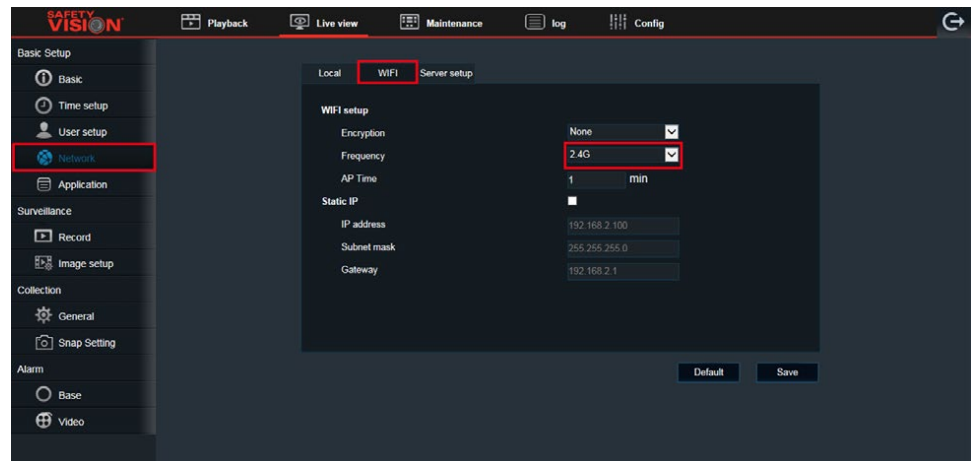 SAFETY VISION
Playback
Live view
Maintenance
log
Config
Basic Setup
Basic
Time setup
User setup
Network
Application
Surveillance
Record
Image setup
Collection
General
Snap Setting
Alarm
Base
Video
Local
WIFI
Server setup
WIFI setup
Encryption
None
Frequency
2.4G
AP Time
1
min
Static IP
IP address
192.168.2.100
Subnet mask
255.255.255.0
Gateway
192.168.2.1
Default
Save